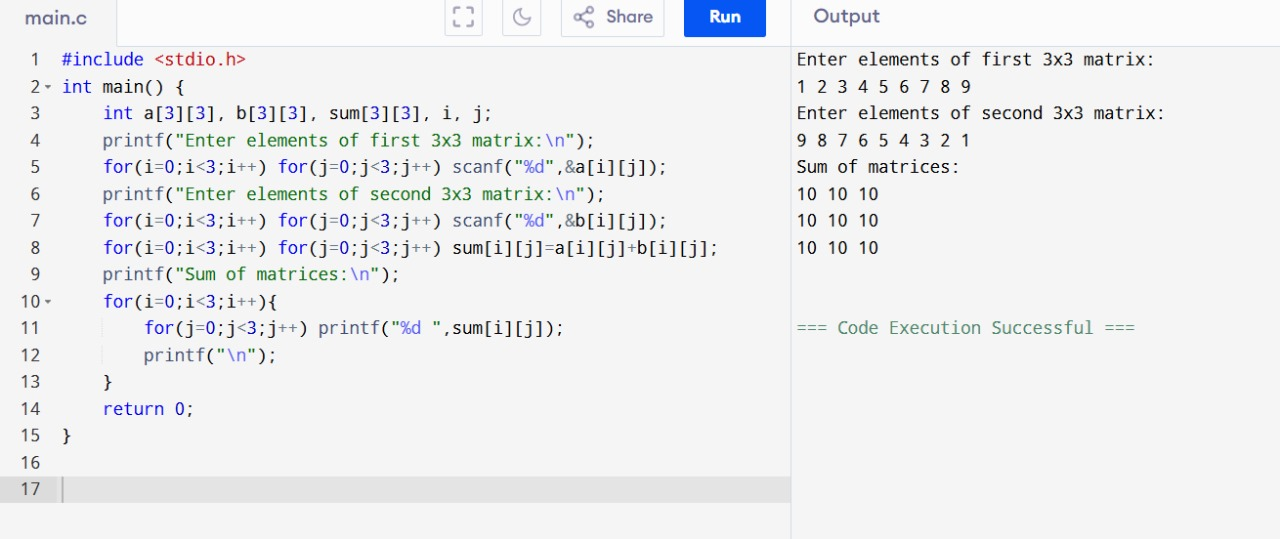 main.c
Share
Run
Output
1 #include <stdio.h>
2 int main() {
3     int a[3][3], b[3][3], sum[3][3], i, j;
4     printf("Enter elements of first 3x3 matrix:\n");
5     for(i=0;i<3;i++) for(j=0;j<3;j++) scanf("%d",&a[i][j]);
6     printf("Enter elements of second 3x3 matrix:\n");
7     for(i=0;i<3;i++) for(j=0;j<3;j++) scanf("%d",&b[i][j]);
8     for(i=0;i<3;i++) for(j=0;j<3;j++) sum[i][j]=a[i][j]+b[i][j];
9     printf("Sum of matrices:\n");
10     for(i=0;i<3;i++){
11         for(j=0;j<3;j++) printf("%d ",sum[i][j]);
12         printf("\n");
13     }
14     return 0;
15 }
16
17
Enter elements of first 3x3 matrix:
1 2 3 4 5 6 7 8 9
Enter elements of second 3x3 matrix:
9 8 7 6 5 4 3 2 1
Sum of matrices:
10 10 10
10 10 10
10 10 10
=== Code Execution Successful ===